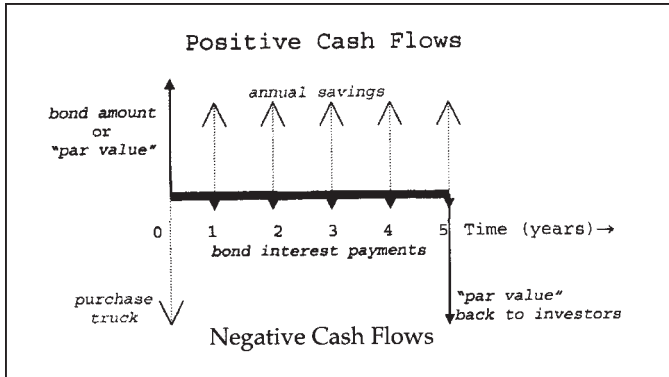 Positive Cash Flows
annual savings
bond amount
or
"par value"
0 1 2 3 4 5 Time (years)→
bond interest payments
purchase
truck
"par value"
back to investors
Negative Cash Flows